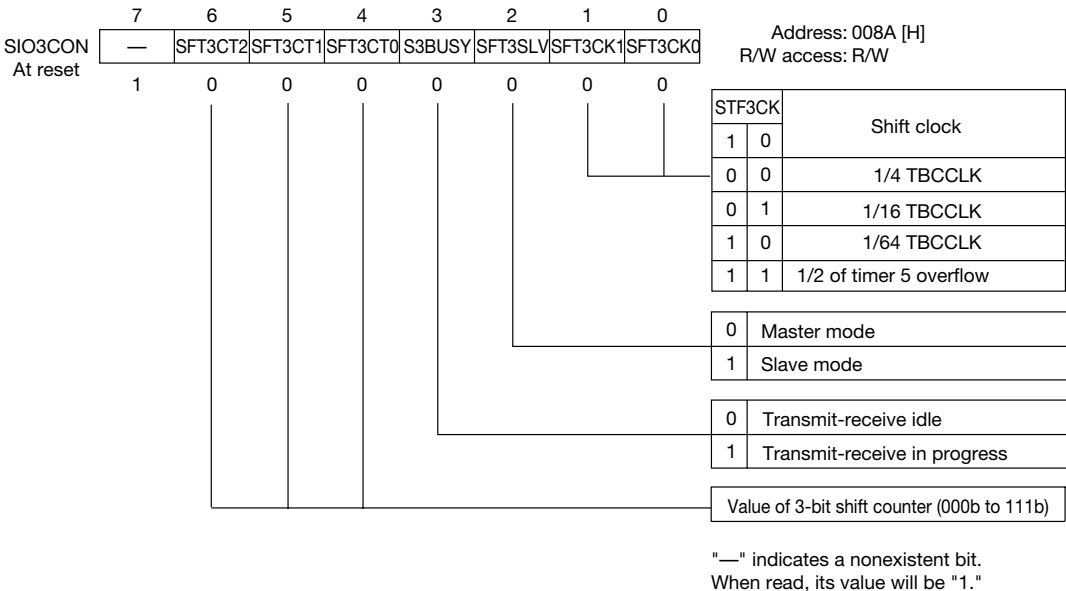 7 6 5 4 3 2 1 0
SIO3CON — SFT3CT2 SFT3CT1 SFT3CT0 S3BUSY SFT3SLV SFT3CK1 SFT3CK0
At reset 1 0 0 0 0 0 0 0
Address: 008A [H]
R/W access: R/W
STF3CK Shift clock
1 0
0 0 1/4 TBCCLK
0 1 1/16 TBCCLK
1 0 1/64 TBCCLK
1 1 1/2 of timer 5 overflow
0 Master mode
1 Slave mode
0 Transmit-receive idle
1 Transmit-receive in progress
Value of 3-bit shift counter (000b to 111b)
"—" indicates a nonexistent bit.
When read, its value will be "1."